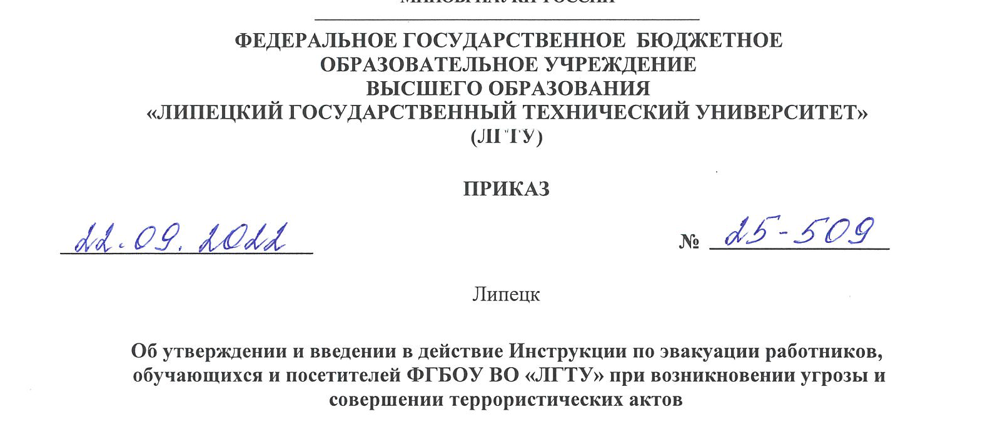 МИНОБРНАУКИ РОССИИ
ФЕДЕРАЛЬНОЕ ГОСУДАРСТВЕННОЕ БЮДЖЕТНОЕ
ОБРАЗОВАТЕЛЬНОЕ УЧРЕЖДЕНИЕ
ВЫСШЕГО ОБРАЗОВАНИЯ
«ЛИПЕЦКИЙ ГОСУДАРСТВЕННЫЙ ТЕХНИЧЕСКИЙ УНИВЕРСИТЕТ»
(ЛГТУ)
ПРИКАЗ
22.09.2022 № 25-509
Липецк
Об утверждении и введении в действие Инструкции по эвакуации работников,
обучающихся и посетителей ФГБОУ ВО «ЛГТУ» при возникновении угрозы и
совершении террористических актов